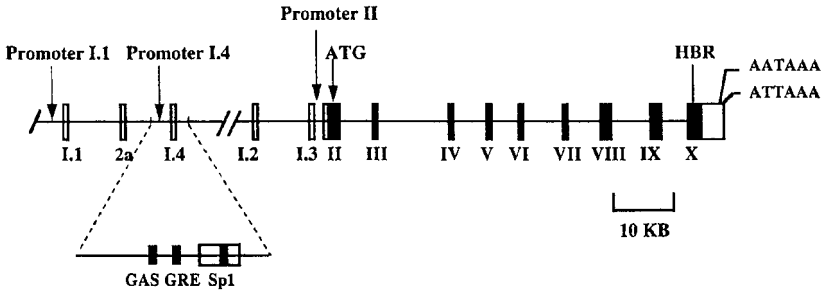 Promoter II
Promoter I.1 Promoter I.4 ATG HBR
AATAAA
ATTAAA
I.1 2a I.4 I.2 I.3 II III IV V VI VII VIII IX X
10 KB
GAS GRE Sp1